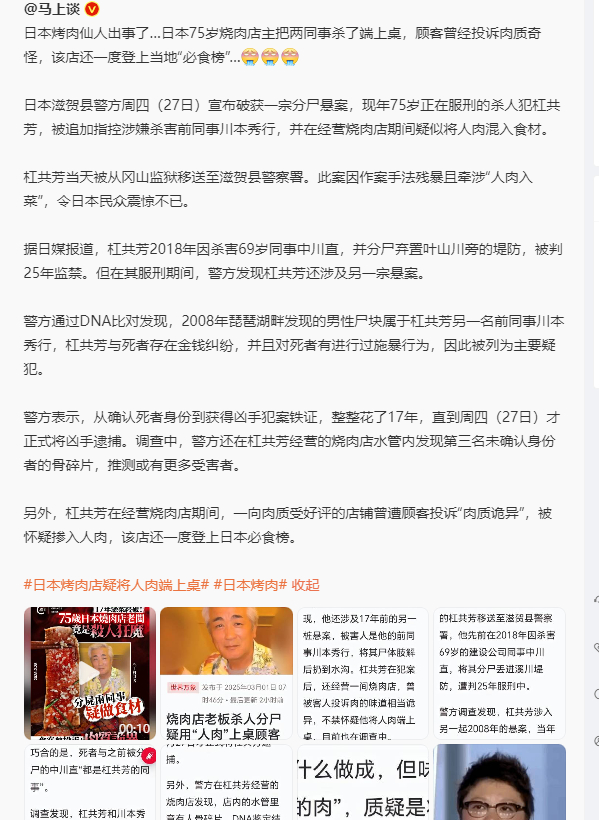 @马上谈
日本烤肉仙人出事了...日本75岁烧肉店主把两同事杀了端上桌，顾客曾经投诉肉质奇
怪，该店还一度登上当地“必食榜”...
日本滋贺县警方周四（27日）宣布破获一宗分尸悬案，现年75岁正在服刑的杀人犯杠共
芳，被追加指控涉嫌杀害前同事川本秀行，并在经营烧肉店期间疑似将人肉混入食材。
杠共芳当天被从冈山监狱移送至滋贺县警察署。此案因作案手法残暴且牵涉“人肉入
菜”，令日本民众震惊不已。
据日媒报道，杠共芳2018年因杀害69岁同事中川直，并分尸弃置叶山川旁的堤防，被判
25年监禁。但在其服刑期间，警方发现杠共芳还涉及另一宗悬案。
警方通过DNA比对发现，2008年琵琶湖畔发现的男性尸块属于杠共芳另一名前同事川本
秀行，杠共芳与死者存在金钱纠纷，并且对死者有进行过施暴行为，因此被列为主要疑
犯。
警方表示，从确认死者身份到获得凶手犯案铁证，整整花了17年，直到周四（27日）才
正式将凶手逮捕。调查中，警方还在杠共芳经营的烧肉店水管内发现第三名未确认身份
者的骨碎片，推测或有更多受害者。
另外，杠共芳在经营烧肉店期间，一向肉质受好评的店铺曾遭顾客投诉“肉质诡异”，被
怀疑掺入人肉，该店还一度登上日本必食榜。
#日本烤肉店疑将人肉端上桌# #日本烤肉# 收起
75歲日本燒肉店老闆
竟是殺人狂魔
分屍兩同事
疑做食材
00:10
世界万象 发布于 2025年03月01日 07
时46分·最后更新 2小时前
烧肉店老板杀人分尸
疑用“人肉”上桌顾客
现，他还涉及17年前的另一
桩悬案，被害人是他的前同
事川本秀行，将其尸体肢解
后扔到水沟。杠共芳在犯案
后，还经营一间烧肉店，曾
被客人投诉肉的味道相当诡
异，不禁怀疑他将人肉端上
桌，目前也在调查中。
的杠共芳移送至滋贺县警察
署，他先前在2018年因杀害
69岁的建设公司同事中川
直，将其分尸丢进溪川堤
防，遭判25年服刑中。
警方调查发现，杠共芳涉入
另一起2008年的悬案，当年
巧合的是，死者与之前被分
尸的中川直“都是杠共芳的同
事”。
调查发现，杠共芳和川本秀
捕。
另外，警方在杠共芳经营的
烧肉店发现，店内的水管里
什么做成，但味
的肉”，质疑是